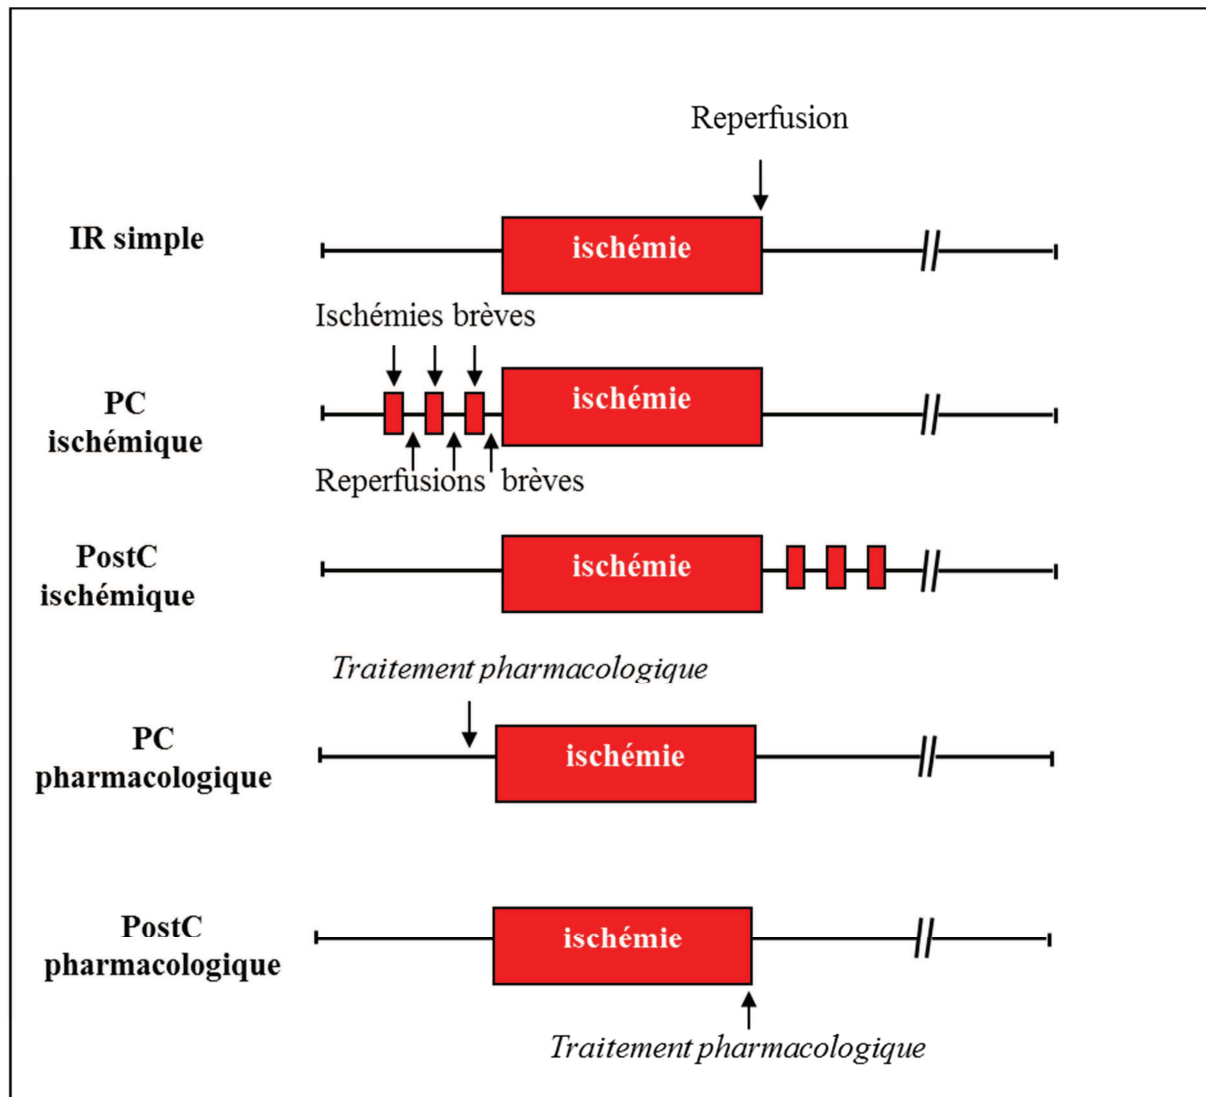 Reperfusion
IR simple
ischémie
Ischémies brèves
PC
ischémique
ischémie
Reperfusions brèves
PostC
ischémique
ischémie
Traitement pharmacologique
PC
pharmacologique
ischémie
PostC
pharmacologique
ischémie
Traitement pharmacologique